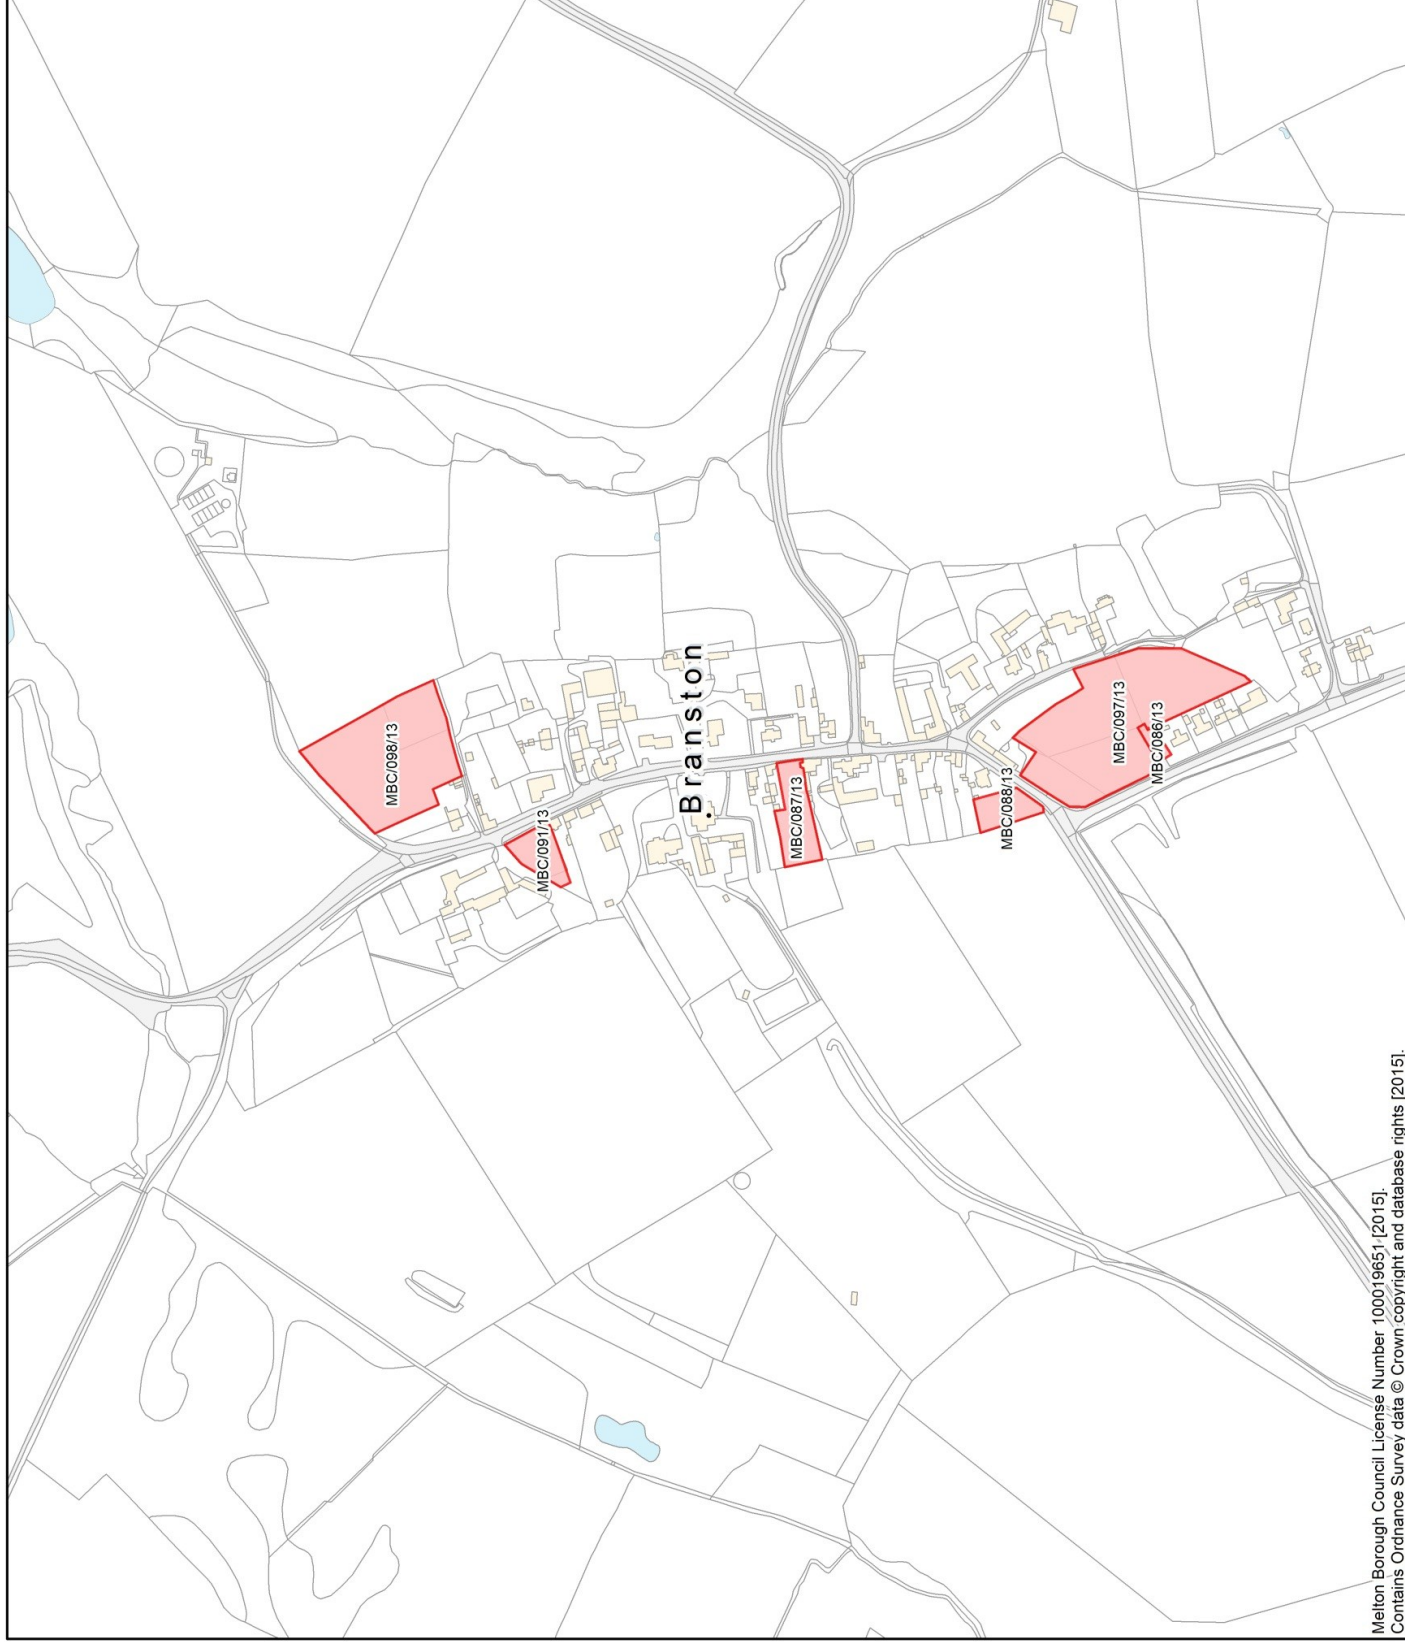 MBC/098/13
MBC/091/13
Branston
MBC/087/13
MBC/088/13
MBC/097/13
MBC/086/13
Melton Borough Council License Number 100019651 [2015].
Contains Ordnance Survey data © Crown copyright and database rights [2015].